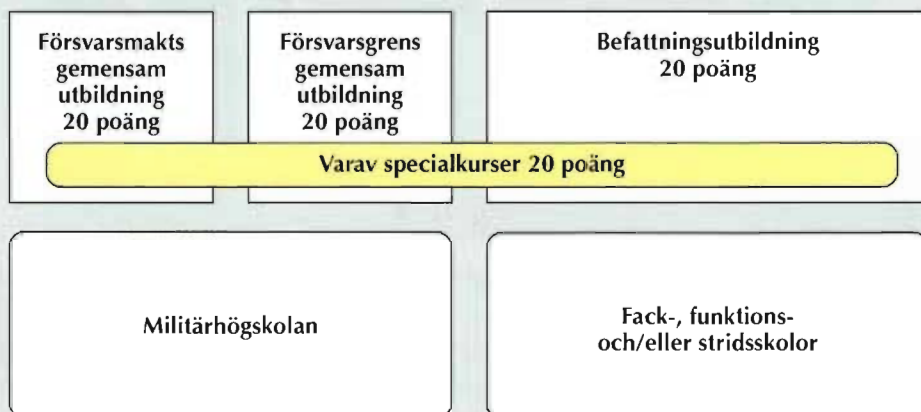 Försvarsmakts
gemensam
utbildning
20 poäng
Försvarsgrens
gemensam
utbildning
20 poäng
Befattningsutbildning
20 poäng
Varav specialkurser 20 poäng
Militärhögskolan
Fack-, funktions-
och/eller stridsskolor